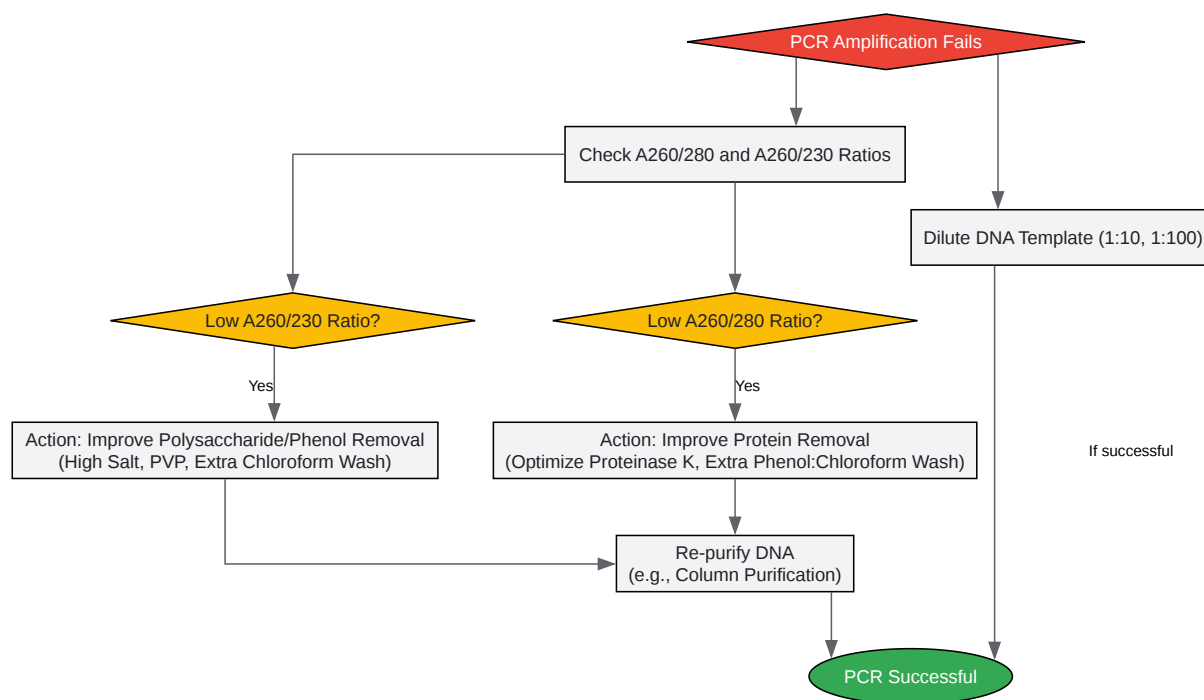 PCR Amplification Fails
Check A260/280 and A260/230 Ratios
Dilute DNA Template (1:10, 1:100)
Low A260/230 Ratio?
Low A260/280 Ratio?
Yes
Yes
Action: Improve Polysaccharide/Phenol Removal
(High Salt, PVP, Extra Chloroform Wash)
Action: Improve Protein Removal
(Optimize Proteinase K, Extra Phenol:Chloroform Wash)
If successful
Re-purify DNA
(e.g., Column Purification)
PCR Successful